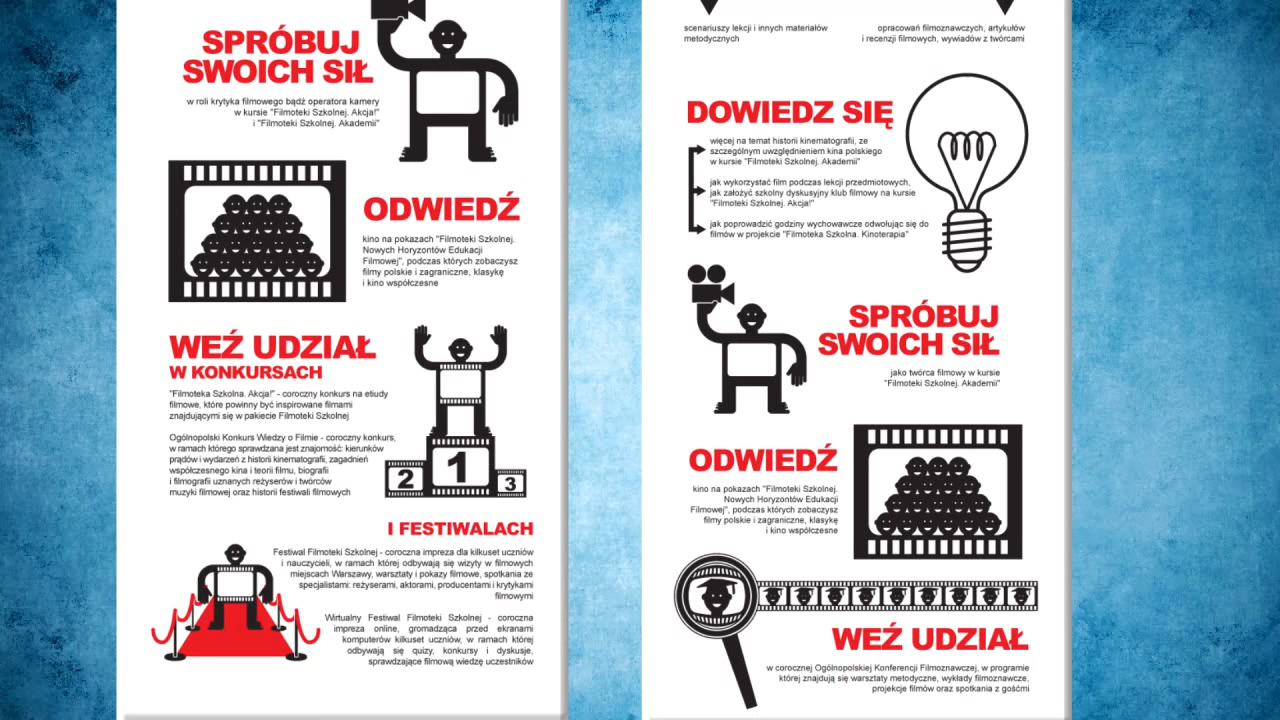 SPRÓBUJ
SWOICH SIŁ
w roli krytyka filmowego bądź operatora kamery
w kursie "Filmoteki Szkolnej. Akcja!"
i "Filmoteki Szkolnej. Akademii"
ODWIEDŹ
kino na pokazach "Filmoteki Szkolnej.
Nowych Horyzontów Edukacji
Filmowej", podczas których zobaczysz
filmy polskie i zagraniczne, klasykę
i kino współczesne
WEŹ UDZIAŁ
W KONKURSACH
"Filmoteka Szkolna. Akcja!" - coroczny konkurs na etiudy
filmowe, które powinny być inspirowane filmami
znajdującymi się w pakiecie Filmoteki Szkolnej
Ogólnopolski Konkurs Wiedzy o Filmie - coroczny konkurs,
w ramach którego sprawdzana jest znajomość: kierunków
prądów i wydarzeń z historii kinematografii, zagadnień
współczesnego kina i teorii filmu, biografii
i filmografii uznanych reżyserów i twórców
muzyki filmowej oraz historii festiwali filmowych
2 1 3
I FESTIWALACH
Festiwal Filmoteki Szkolnej - coroczna impreza dla kilkuset uczniów
i nauczycieli, w ramach której odbywają się wizyty w filmowych
miejscach Warszawy, warsztaty i pokazy filmowe, spotkania ze
specjalistami: reżyserami, aktorami, producentami i krytykami
filmowymi
Wirtualny Festiwal Filmoteki Szkolnej - coroczna
impreza online, gromadząca przed ekranami
komputerów kilkuset uczniów, w ramach której
odbywają się quizy, konkursy i dyskusje,
sprawdzające filmową wiedzę uczestników
scenariuszy lekcji i innych materiałów
metodycznych
opracowań filmoznawczych, artykułów
i recenzji filmowych, wywiadów z twórcami
DOWIEDZ SIĘ
więcej na temat historii kinematografii, ze
szczególnym uwzględnieniem kina polskiego
w kursie "Filmoteki Szkolnej. Akademii"
jak wykorzystać film podczas lekcji przedmiotowych,
jak założyć szkolny dyskusyjny klub filmowy na kursie
"Filmoteki Szkolnej. Akcja!"
jak poprowadzić godziny wychowawcze odwołując się do
filmów w projekcie "Filmoteka Szkolna. Kinoterapia"
SPRÓBUJ
SWOICH SIŁ
jako twórca filmowy w kursie
"Filmoteki Szkolnej. Akademii"
ODWIEDŹ
kino na pokazach "Filmoteki Szkolnej.
Nowych Horyzontów Edukacji
Filmowej", podczas których zobaczysz
filmy polskie i zagraniczne, klasykę
i kino współczesne
WEŹ UDZIAŁ
w corocznej Ogólnopolskiej Konferencji Filmoznawczej, w programie
której znajdują się warsztaty metodyczne, wykłady filmoznawcze,
projekcje filmów oraz spotkania z gośćmi